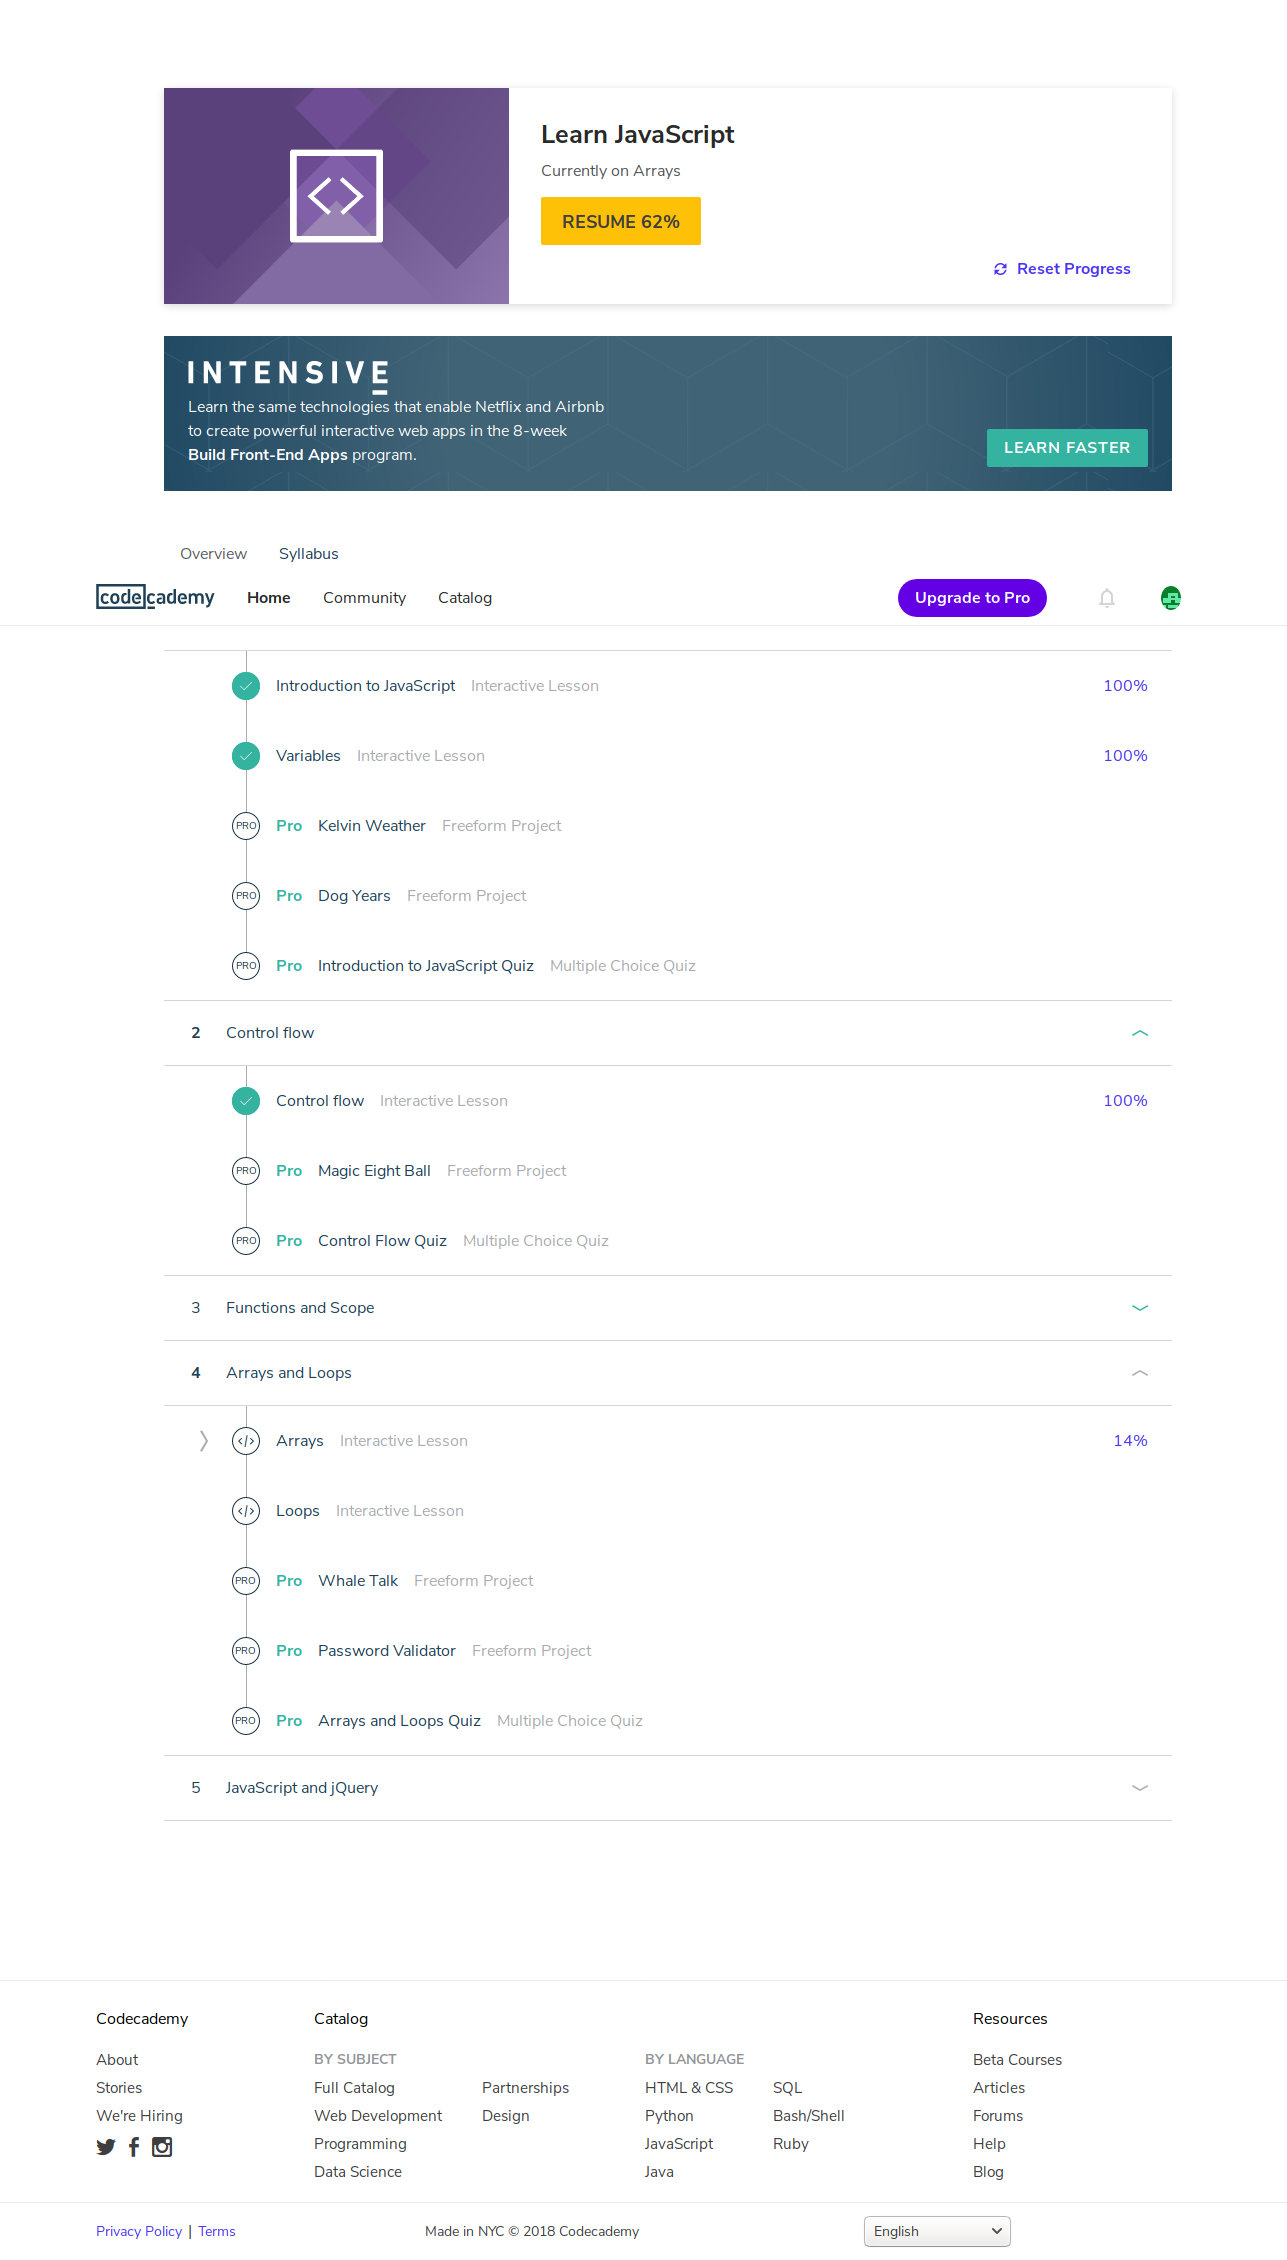 Learn JavaScript
Currently on Arrays
RESUME 62%
Reset Progress
INTENSIVE
Learn the same technologies that enable Netflix and Airbnb
to create powerful interactive web apps in the 8-week
Build Front-End Apps program.
LEARN FASTER
Overview Syllabus
codecademy Home Community Catalog Upgrade to Pro
Introduction to JavaScript Interactive Lesson 100%
Variables Interactive Lesson 100%
PRO Pro Kelvin Weather Freeform Project
PRO Pro Dog Years Freeform Project
PRO Pro Introduction to JavaScript Quiz Multiple Choice Quiz
2 Control flow
Control flow Interactive Lesson 100%
PRO Pro Magic Eight Ball Freeform Project
PRO Pro Control Flow Quiz Multiple Choice Quiz
3 Functions and Scope
4 Arrays and Loops
Arrays Interactive Lesson 14%
Loops Interactive Lesson
PRO Pro Whale Talk Freeform Project
PRO Pro Password Validator Freeform Project
PRO Pro Arrays and Loops Quiz Multiple Choice Quiz
5 JavaScript and jQuery
Codecademy Catalog Resources
About BY SUBJECT BY LANGUAGE Beta Courses
Stories Full Catalog Partnerships HTML & CSS SQL Articles
We're Hiring Web Development Design Python Bash/Shell Forums
Programming JavaScript Ruby Help
Data Science Java Blog
Privacy Policy | Terms Made in NYC © 2018 Codecademy English